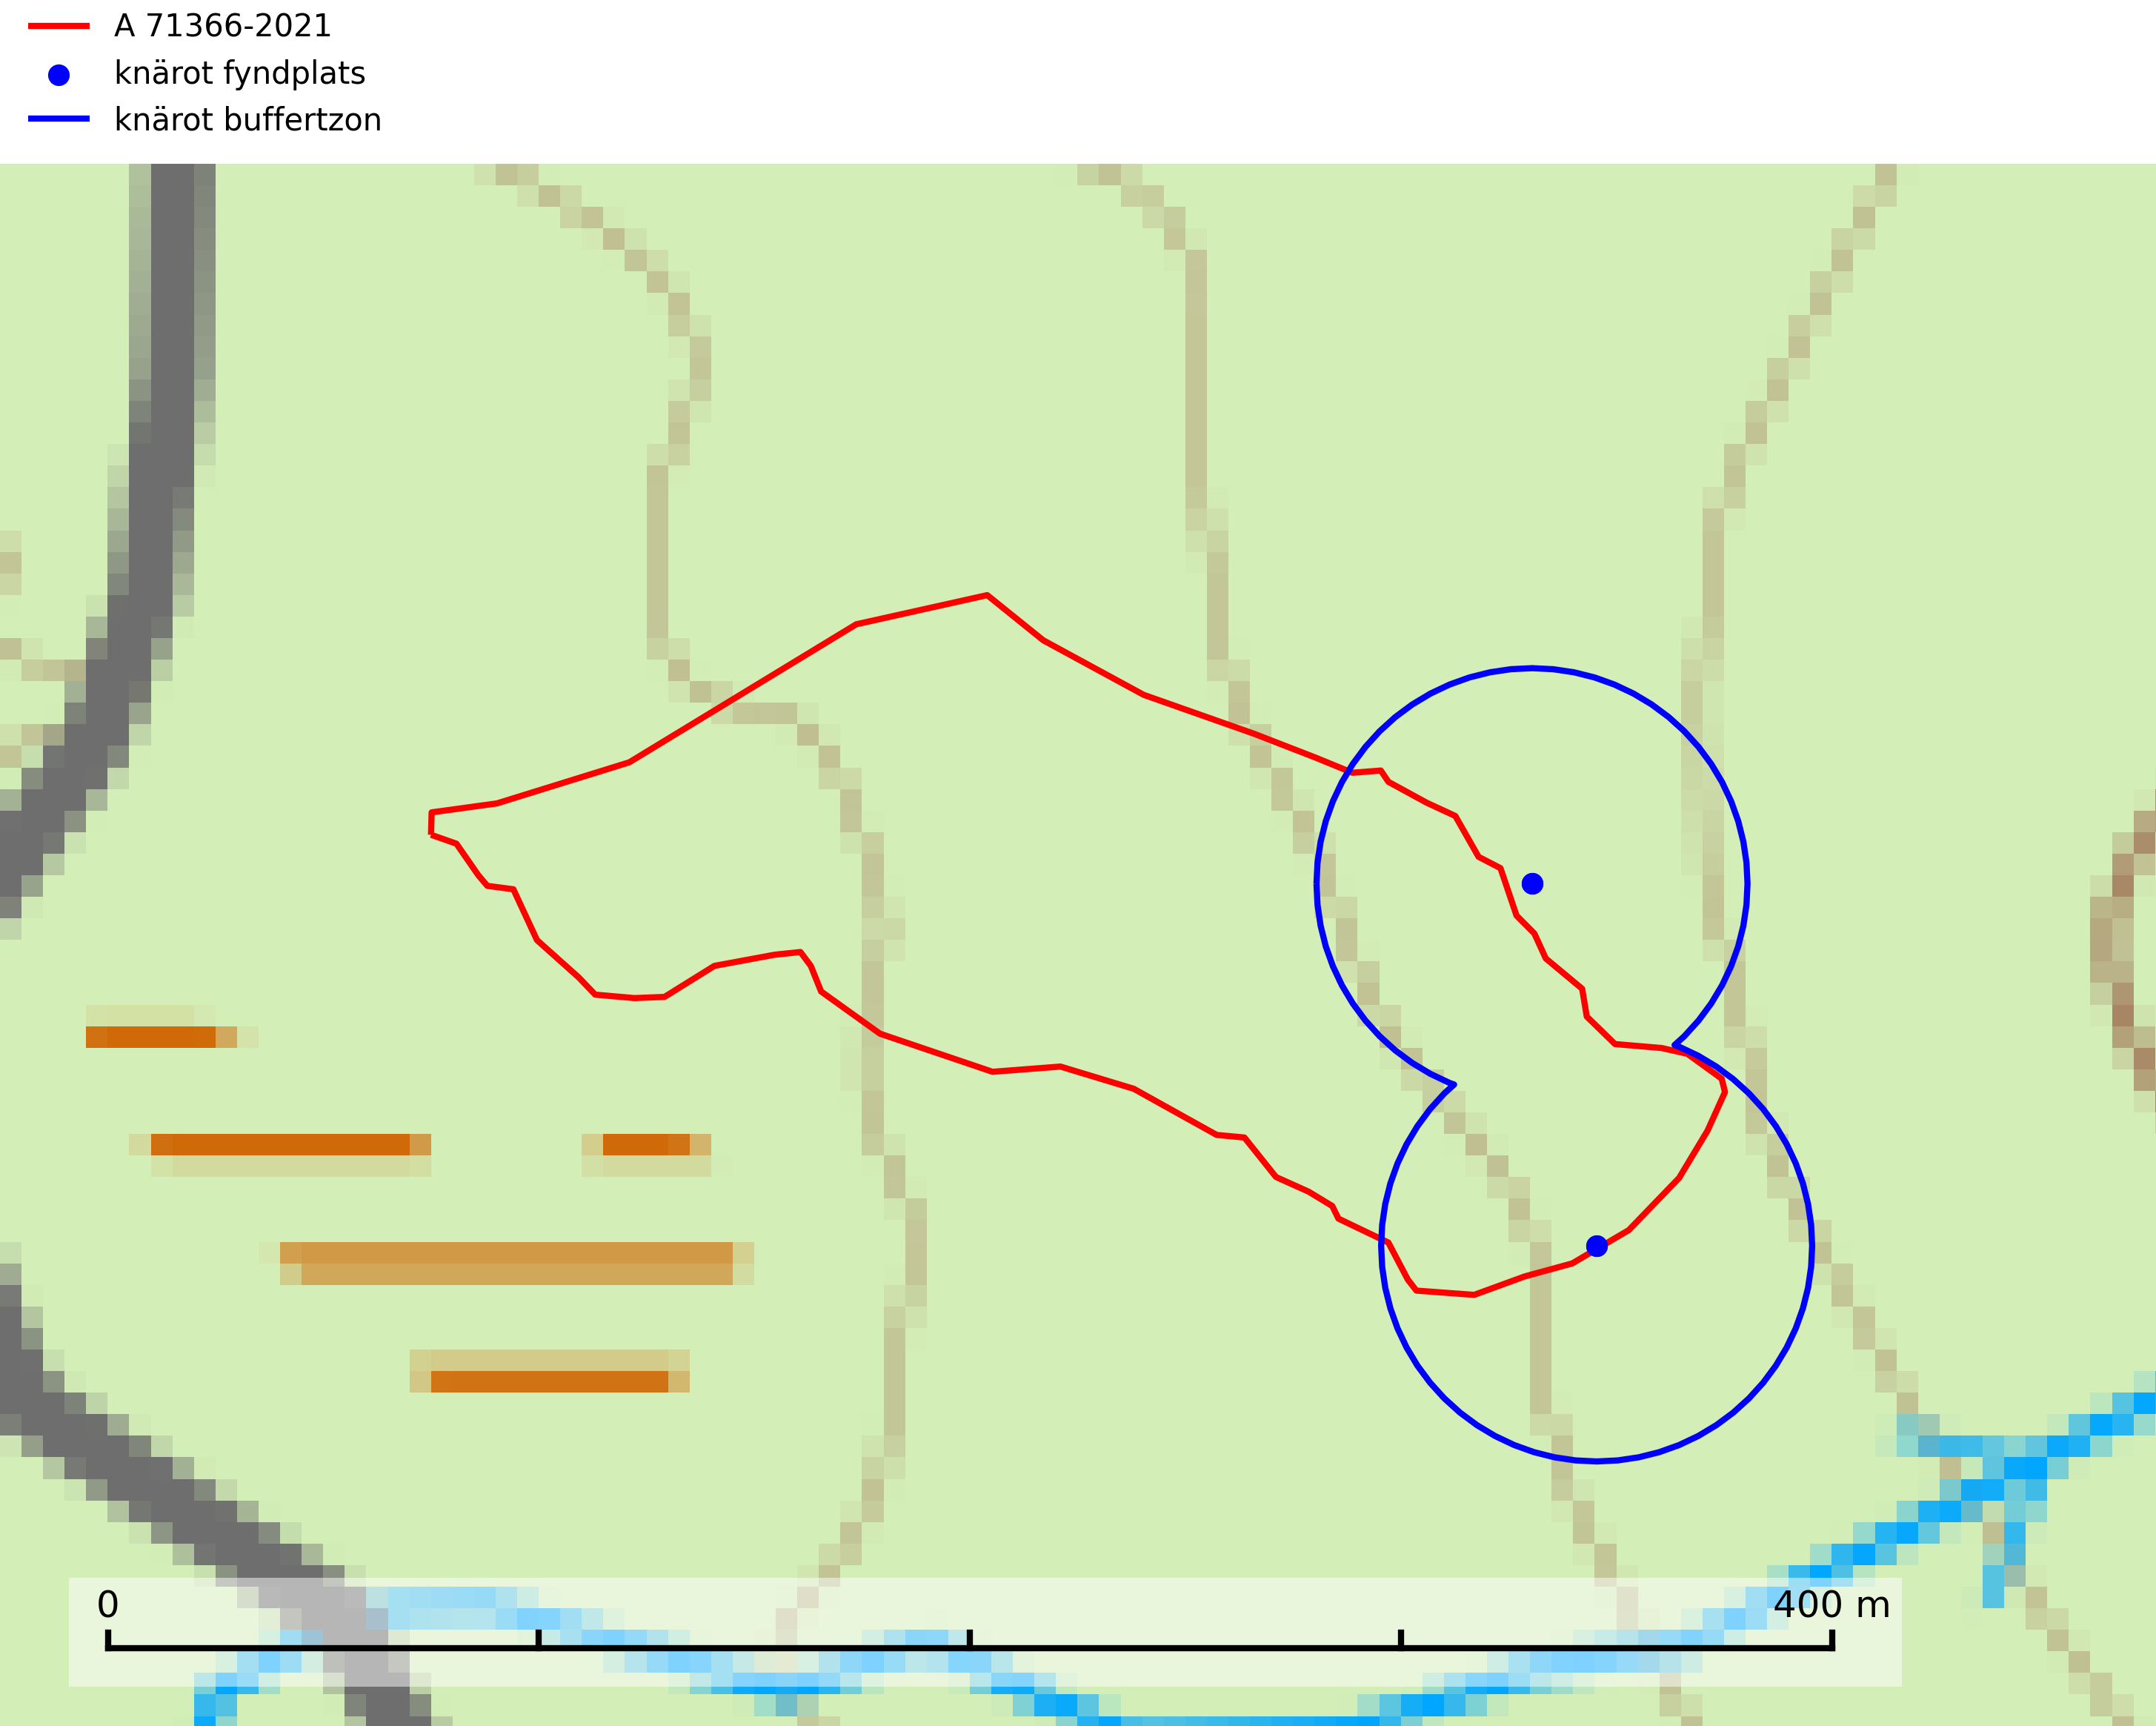 A 71366-2021
knärot fyndplats
knärot buffertzon
0
400 m